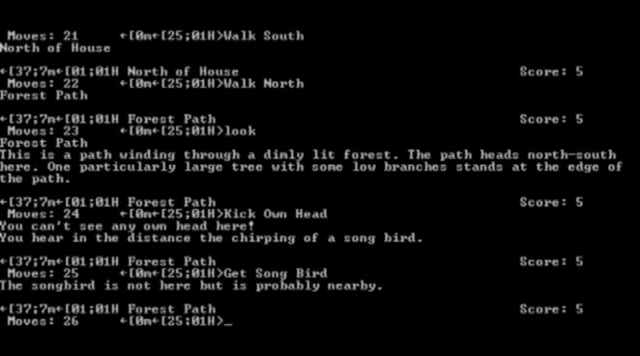 Moves: 21 ←[0m←[25;01H>Walk South
North of House
←[37;7m←[01;01H North of House Score: 5
Moves: 22 ←[0m←[25;01H>Walk North
Forest Path
←[37;7m←[01;01H Forest Path Score: 5
Moves: 23 ←[0m←[25;01H>look
Forest Path
This is a path winding through a dimly lit forest. The path heads north-south
here. One particularly large tree with some low branches stands at the edge of
the path.
←[37;7m←[01;01H Forest Path Score: 5
Moves: 24 ←[0m←[25;01H>Kick Own Head
You can't see any own head here!
You hear in the distance the chirping of a song bird.
←[37;7m←[01;01H Forest Path Score: 5
Moves: 25 ←[0m←[25;01H>Get Song Bird
The songbird is not here but is probably nearby.
←[37;7m←[01;01H Forest Path Score: 5
Moves: 26 ←[0m←[25;01H>_